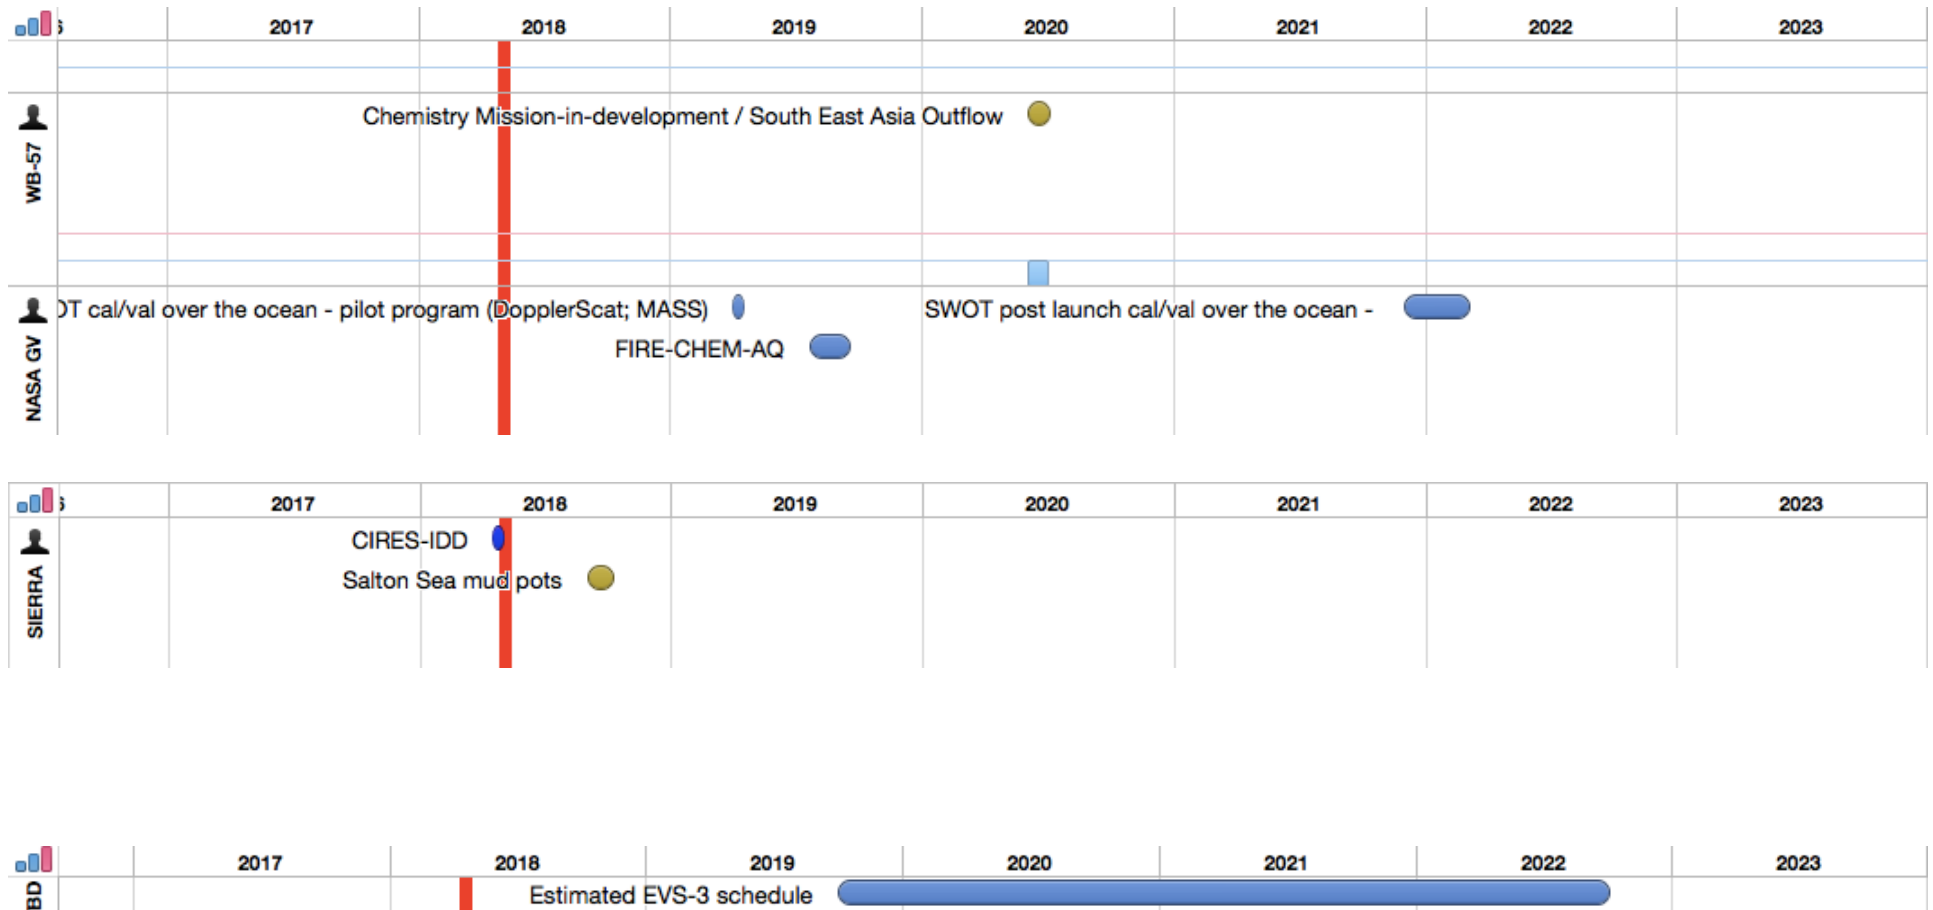 2017 2018 2019 2020 2021 2022 2023
WB-57
Chemistry Mission-in-development / South East Asia Outflow
NASA GV
OT cal/val over the ocean - pilot program (DopplerScat; MASS)
SWOT post launch cal/val over the ocean -
FIRE-CHEM-AQ
2017 2018 2019 2020 2021 2022 2023
SIERRA
CIRES-IDD
Salton Sea mud pots
2017 2018 2019 2020 2021 2022 2023
BD
Estimated EVS-3 schedule